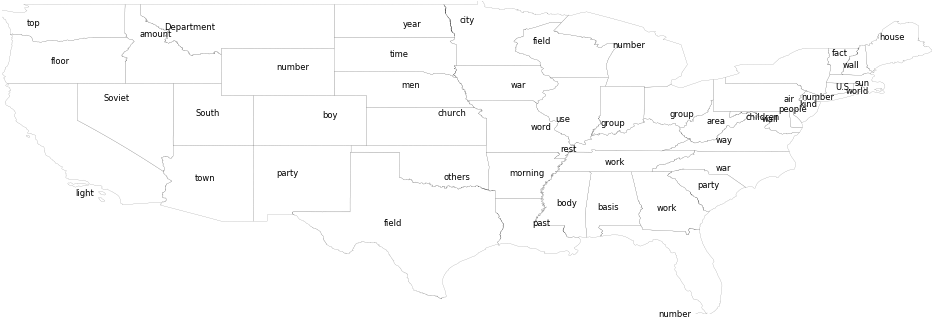 top
amount
Department
year
city
house
field
number
fact
floor
time
number
wall
men
war
Soviet
U.S.
sun
world
air
number
kind
people
South
boy
church
use
word
group
group
area
children
wall
rest
way
work
war
town
party
others
morning
party
light
body
basis
work
field
past
number